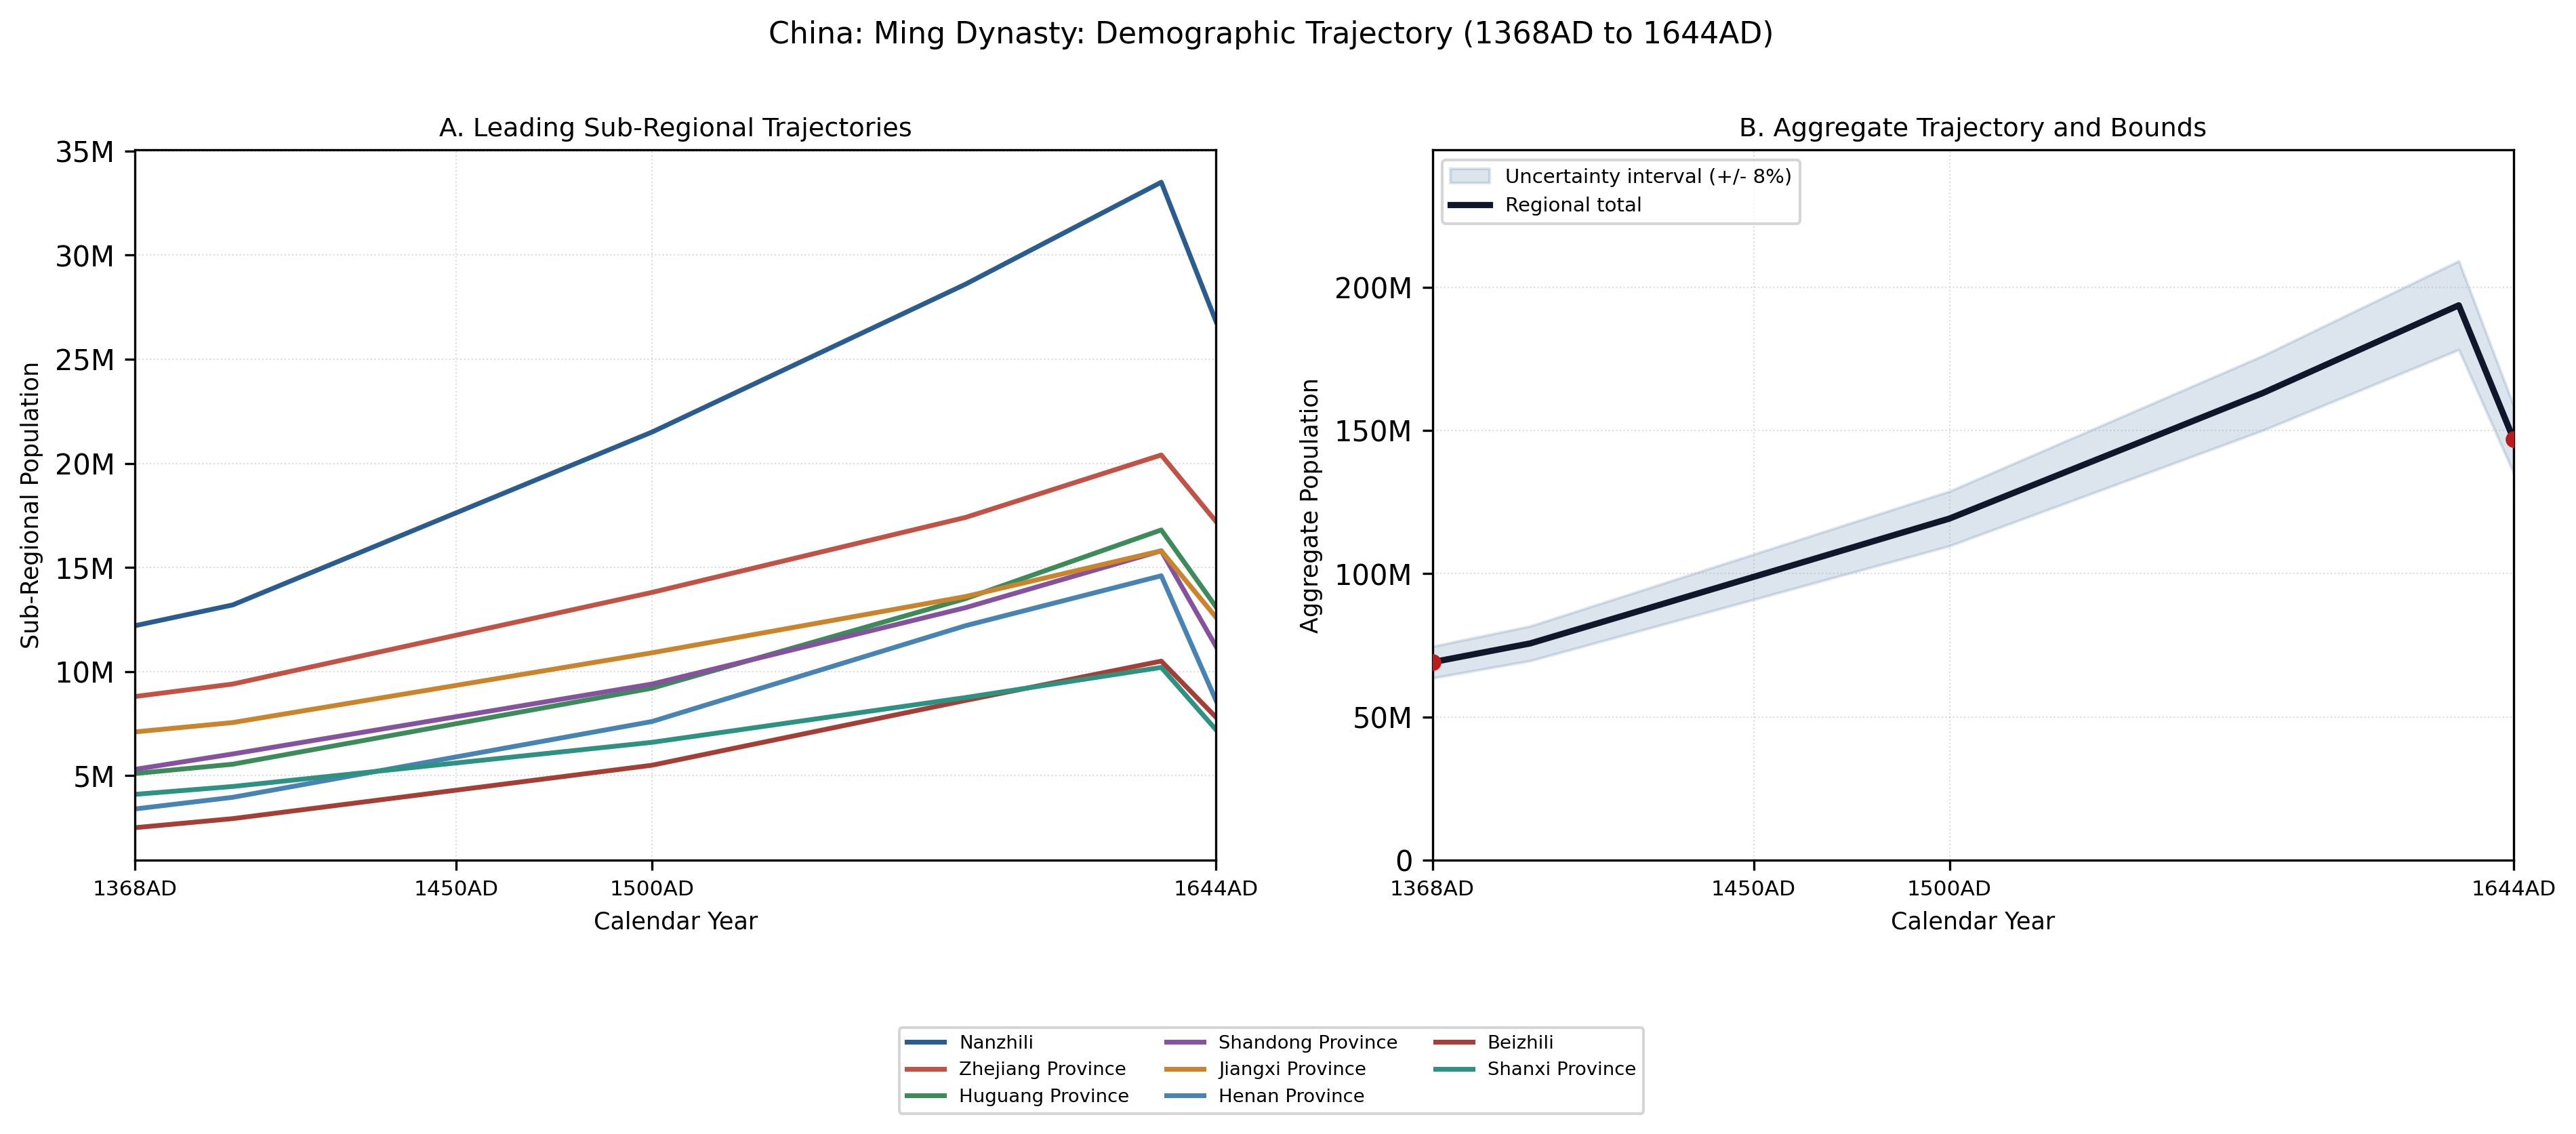 China: Ming Dynasty: Demographic Trajectory (1368AD to 1644AD)
A. Leading Sub-Regional Trajectories
35M
30M
25M
20M
15M
10M
5M
Sub-Regional Population
1368AD
1450AD
1500AD
1644AD
Calendar Year
B. Aggregate Trajectory and Bounds
Uncertainty interval (+/- 8%)
Regional total
200M
150M
100M
50M
0
Aggregate Population
1368AD
1450AD
1500AD
1644AD
Calendar Year
Nanzhili
Zhejiang Province
Huguang Province
Shandong Province
Jiangxi Province
Henan Province
Beizhili
Shanxi Province